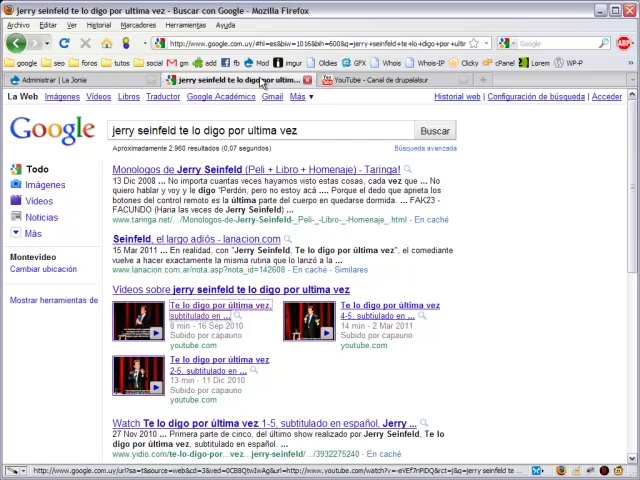 jerry seinfeld te lo digo por ultima vez - Buscar con Google - Mozilla Firefox
Archivo Editar Ver Historial Marcadores Herramientas Ayuda
http://www.google.com.uy/#hl=es&biw=1016&bih=600&q=jerry+seinfeld+te+lo+digo+por+ultir
Google
ABP
google seo gm add fb Mod imgur Oldies GFX Whois Whois-IP cPanel Lorem WP
Administrar | La Jonia
jerry seinfeld te lo digo por ultim...
YouTube - Canal de drupalsur
La Web Imágenes Vídeos Libros Traductor Google Académico Gmail Más ▼
Historial web | Configuración de búsqueda | Acceder
Google
jerry seinfeld te lo digo por ultima vez
Buscar
Aproximadamente 2.960 resultados (0,07 segundos)
Búsqueda avanzada
Todo
Imágenes
Vídeos
Noticias
Más
Montevideo
Cambiar ubicación
Mostrar herramientas de
Monologos de Jerry Seinfeld (Peli + Libro + Homenaje) - Taringa!
13 Dic 2008 ... No importa cuantas veces hayamos visto estas cosas, cada vez que ... No
quiero hablar y voy y le digo "Perdón, pero no estoy acá .... Porque el dedo que aprieta los
botones del control remoto es la última parte del cuerpo en quedarse dormida. ... FAK23 -
FACUNDO (Haria las veces de Jerry Seinfeld) ...
www.taringa.net/.../Monologos-de-Jerry-Seinfeld-_Peli-_-Libro-_-Homenaje_.html - En caché
Seinfeld, el largo adiós - lanacion.com
15 Mar 2011 ... En realidad, con "Jerry Seinfeld, Te lo digo por última vez", el comediante
vuelve a hacer exactamente la misma rutina que lo lanzó a la ...
www.lanacion.com.ar/nota.asp?nota_id=142608 - En caché - Similares
Vídeos sobre jerry seinfeld te lo digo por ultima vez
Te lo digo por última vez,
subtitulado en ...
8 min - 16 Sep 2010
Subido por capauno
youtube.com
Te lo digo por última vez
4-5, subtitulado en ...
14 min - 2 Mar 2011
Subido por capauno
youtube.com
Te lo digo por última vez
2-5, subtitulado en ...
13 min - 11 Dic 2010
Subido por capauno
youtube.com
Watch Te lo digo por última vez 1-5, subtitulado en español, Jerry ...
27 Nov 2010 ... Primera parte de cinco, del último show realizado por Jerry Seinfeld, Te lo
digo por última vez, subtitulado en español. ...
www.yidio.com/te-lo-digo-por...vez...jerry-seinfeld/.../3932275240 - En caché